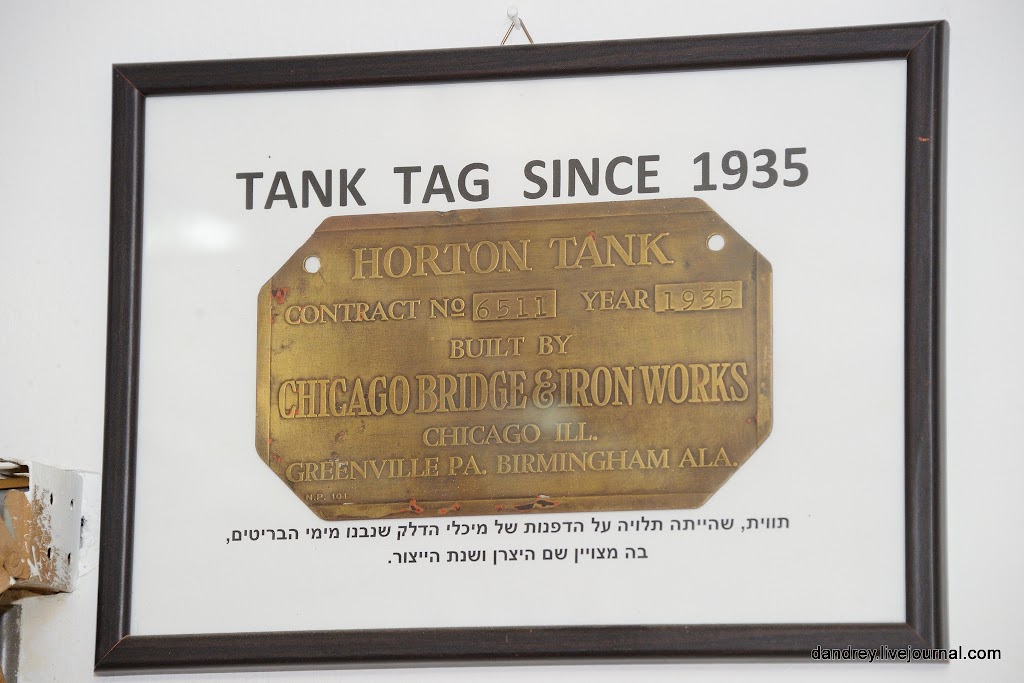 TANK TAG SINCE 1935
HORTON TANK
CONTRACT Nº 6511 YEAR 1935
BUILT BY
CHICAGO BRIDGE & IRON WORKS
CHICAGO ILL.
GREENVILLE PA. BIRMINGHAM ALA.
N.P. 101
תווית, שהייתה תלויה על הדפנות של מיכלי הדלק שנבנו מימי הבריטים,
בה מצויין שם היצרן ושנת הייצור.
dandrey.livejournal.com